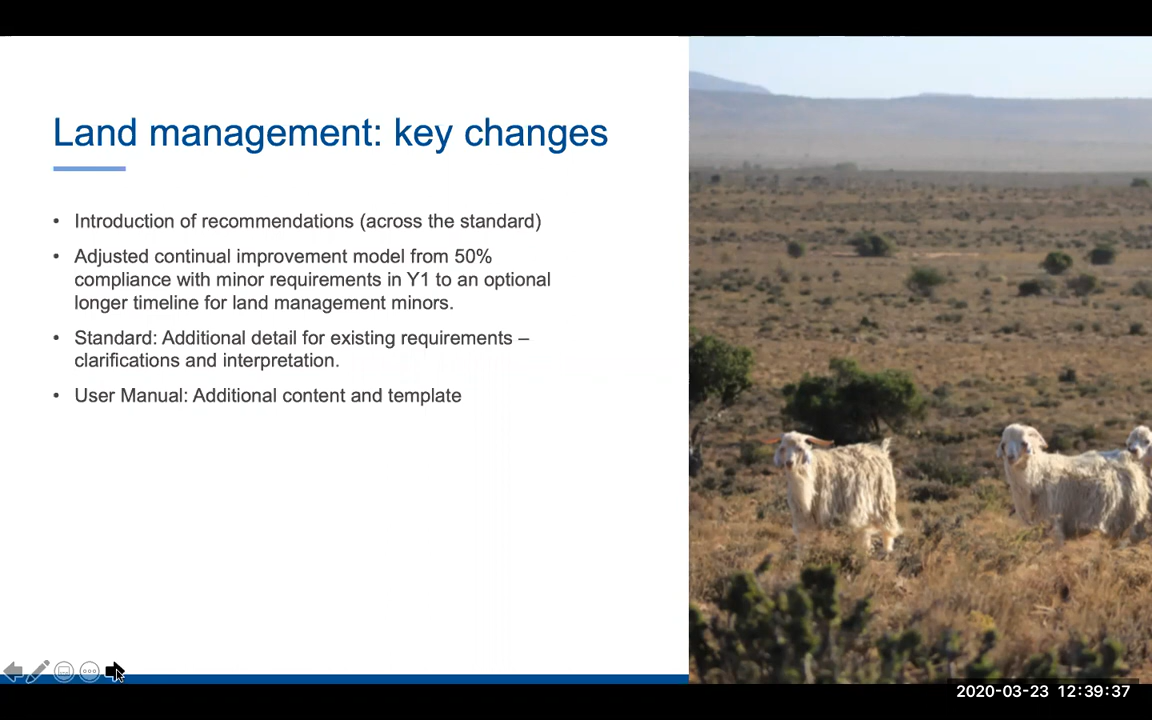 Land management: key changes
• Introduction of recommendations (across the standard)
• Adjusted continual improvement model from 50%
compliance with minor requirements in Y1 to an optional
longer timeline for land management minors.
• Standard: Additional detail for existing requirements –
clarifications and interpretation.
• User Manual: Additional content and template
2020-03-23 12:39:37